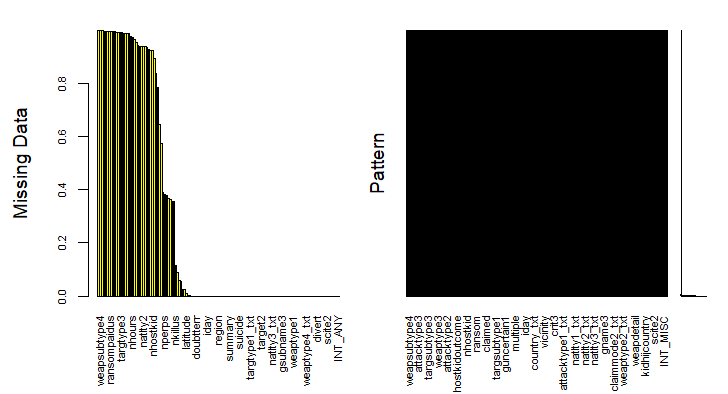 Missing Data
0.0
0.2
0.4
0.6
0.8
weapsubtype4
ransompaidus
targtype3
nhours
natlty2
nhostkid
nperps
nkillus
latitude
doubtterr
iday
region
summary
suicide
targtype1_txt
target2
natlty3_txt
gsubname3
weaptype1
weaptype4_txt
divert
scite2
INT_ANY
Pattern
weapsubtype4
attacktype3
targsubtype3
weaptype3
attacktype2
hostkidoutcome
nhostkid
ransom
claimed
targsubtype1
guncertain1
multiple
iday
country_txt
vicinity
crit3
attacktype1_txt
targtype1_txt
natlty1_txt
natlty2_txt
natlty3_txt
gname3
claimmode2_txt
weaptype2_txt
weapdetail
kidhijcountry
scite2
INT_MISC